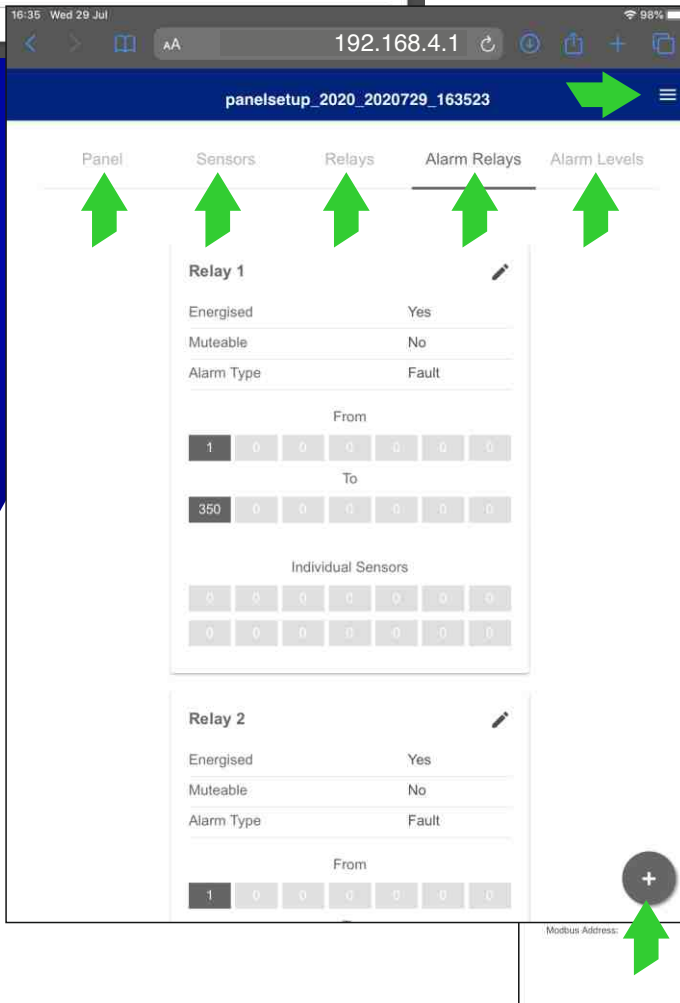 16:35 Wed 29 Jul 98%
AA 192.168.4.1
panelsetup_2020_2020729_163523
Panel Sensors Relays Alarm Relays Alarm Levels
Relay 1
Energised Yes
Muteable No
Alarm Type Fault
From
1 0 0 0 0 0 0
To
350 0 0 0 0 0 0
Individual Sensors
0 0 0 0 0 0 0
0 0 0 0 0 0 0
Relay 2
Energised Yes
Muteable No
Alarm Type Fault
From
1 0 0 0 0 0 0
+
Modbus Address: